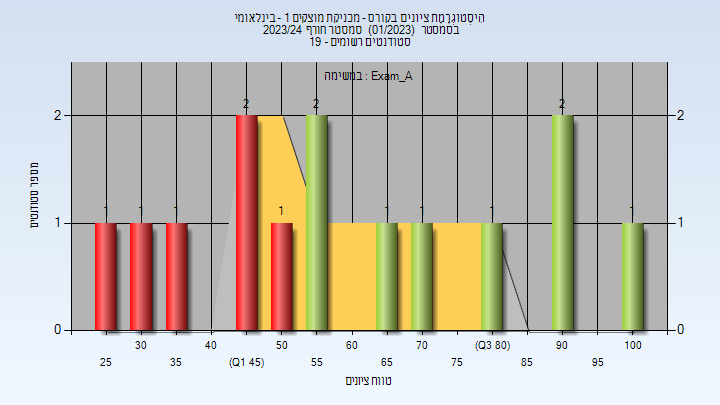 הִיסְטוֹגְרַמַת ציונים בקורס - מכניקת מוצקים 1 - בינלאומי
בסמסטר (01/2023) סמסטר חורף 2023/24
סטודנטים רשומים - 19
במשימה : Exam_A
מספר סטודנטים
2 2 2
1 1 1 1 1 1 1 1
2 2
1 1
0 0
30 40 50 60 70 (Q3 80) 90 100
25 35 (Q1 45) 55 65 75 85 95
טווח ציונים